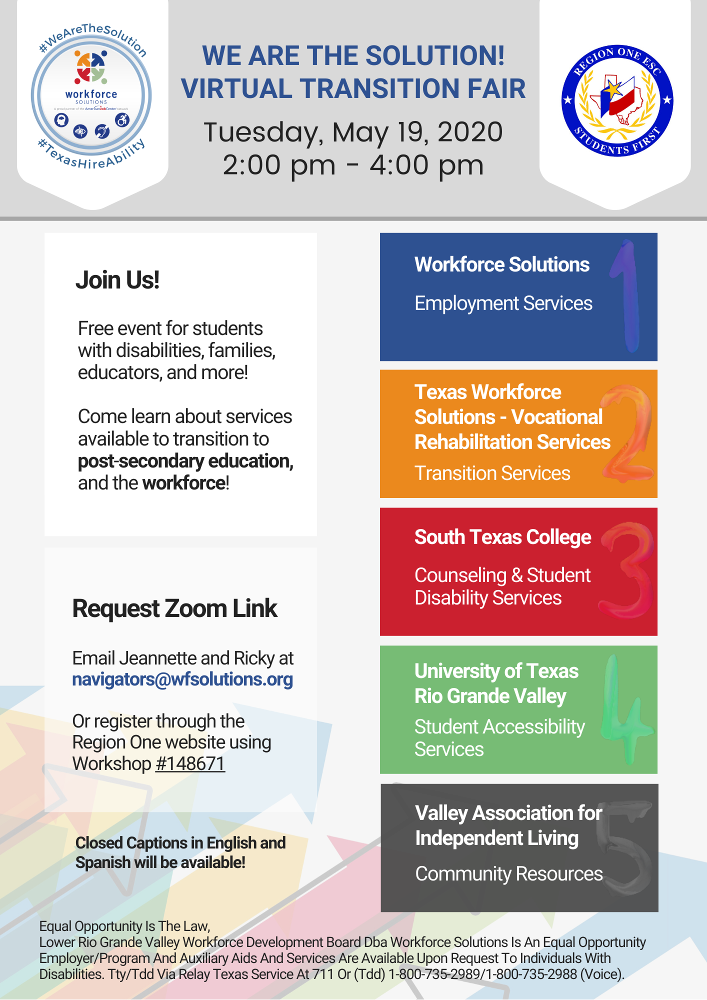 #WeAreTheSolution
workforce
SOLUTIONS
A proud partner of the AmericanJobCenter network
#TexasHireAbility
WE ARE THE SOLUTION!
VIRTUAL TRANSITION FAIR
Tuesday, May 19, 2020
2:00 pm - 4:00 pm
REGION ONE ESC
STUDENTS FIRST
Join Us!
Free event for students
with disabilities, families,
educators, and more!
Come learn about services
available to transition to
post-secondary education,
and the workforce!
Request Zoom Link
Email Jeannette and Ricky at
navigators@wfsolutions.org
Or register through the
Region One website using
Workshop #148671
Closed Captions in English and
Spanish will be available!
1
Workforce Solutions
Employment Services
2
Texas Workforce
Solutions - Vocational
Rehabilitation Services
Transition Services
3
South Texas College
Counseling & Student
Disability Services
4
University of Texas
Rio Grande Valley
Student Accessibility
Services
5
Valley Association for
Independent Living
Community Resources
Equal Opportunity Is The Law,
Lower Rio Grande Valley Workforce Development Board Dba Workforce Solutions Is An Equal Opportunity
Employer/Program And Auxiliary Aids And Services Are Available Upon Request To Individuals With
Disabilities. Tty/Tdd Via Relay Texas Service At 711 Or (Tdd) 1-800-735-2989/1-800-735-2988 (Voice).